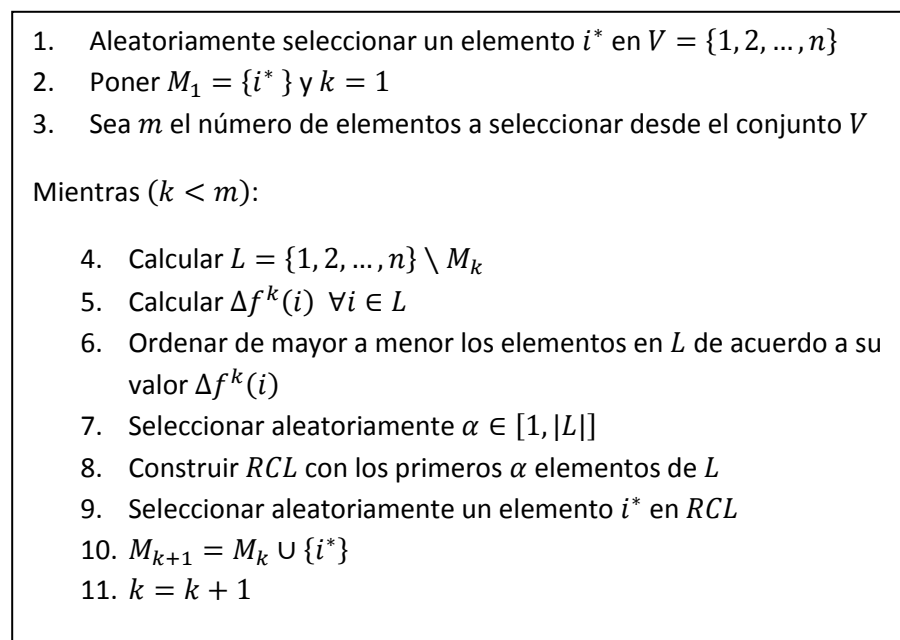 1. Aleatoriamente seleccionar un elemento 𝑖* en 𝑉 = {1, 2, … , 𝑛}
2. Poner 𝑀₁ = {𝑖* } y 𝑘 = 1
3. Sea 𝑚 el número de elementos a seleccionar desde el conjunto 𝑉
Mientras (𝑘 < 𝑚):
4. Calcular 𝐿 = {1, 2, … , 𝑛} \ 𝑀ₖ
5. Calcular Δ𝑓ᵏ(𝑖) ∀𝑖 ∈ 𝐿
6. Ordenar de mayor a menor los elementos en 𝐿 de acuerdo a su
valor Δ𝑓ᵏ(𝑖)
7. Seleccionar aleatoriamente 𝛼 ∈ [1, |𝐿|]
8. Construir 𝑅𝐶𝐿 con los primeros 𝛼 elementos de 𝐿
9. Seleccionar aleatoriamente un elemento 𝑖* en 𝑅𝐶𝐿
10. 𝑀ₖ₊₁ = 𝑀ₖ ∪ {𝑖*}
11. 𝑘 = 𝑘 + 1